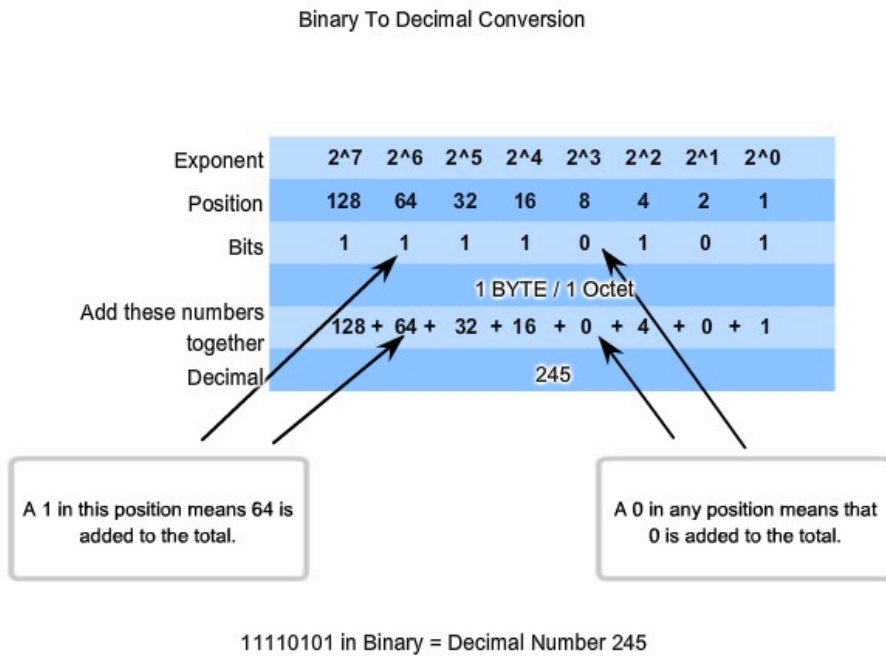 Binary To Decimal Conversion
Exponent 2^7 2^6 2^5 2^4 2^3 2^2 2^1 2^0
Position 128 64 32 16 8 4 2 1
Bits 1 1 1 1 0 1 0 1
1 BYTE / 1 Octet
Add these numbers
together
128 + 64 + 32 + 16 + 0 + 4 + 0 + 1
Decimal 245
A 1 in this position means 64 is
added to the total.
A 0 in any position means that
0 is added to the total.
11110101 in Binary = Decimal Number 245